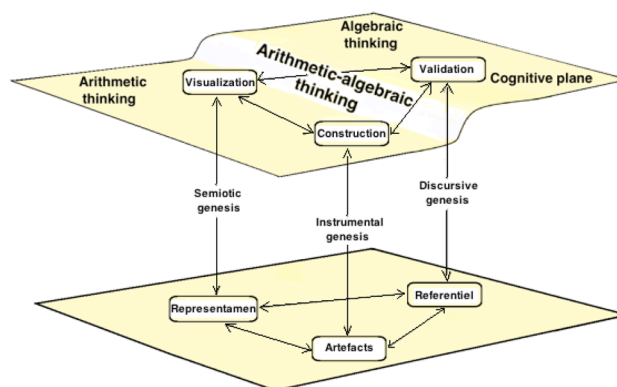 Algebraic
thinking
Arithmetic-algebraic
thinking
Validation
Arithmetic
thinking
Visualization
Cognitive plane
Construction
Semiotic
genesis
Instrumental
genesis
Discursive
genesis
Representamen
Referentiel
Artefacts